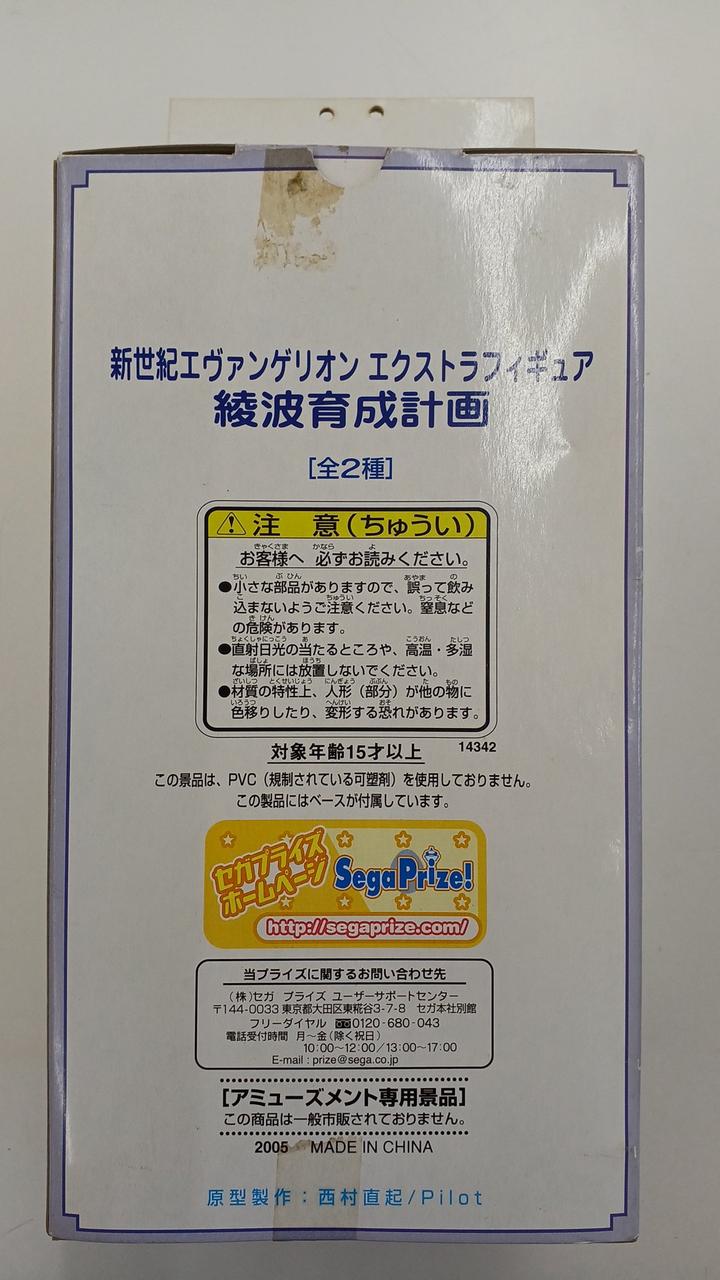 新世紀エヴァンゲリオン エクストラフィギュア
綾波育成計画
[全2種]
注 意(ちゅうい)
お客様へ 必ずお読みください。
●小さな部品がありますので、誤って飲み
込まないようご注意ください。窒息など
の危険があります。
●直射日光の当たるところや、高温・多湿
な場所には放置しないでください。
●材質の特性上、人形(部分)が他の物に
色移りしたり、変形する恐れがあります。
対象年齢15才以上 14342
この景品は、PVC(規制されている可塑剤)を使用しておりません。
この製品にはベースが付属しています。
セガプライズ
ホームページ
SegaPrize!
http://segaprize.com/
当プライズに関するお問い合わせ先
(株)セガ プライズ ユーザーサポートセンター
〒144-0033 東京都大田区東糀谷3-7-8 セガ本社別館
フリーダイヤル 0120-680-043
電話受付時間 月〜金(除く祝日)
10:00〜12:00/13:00〜17:00
E-mail : prize@sega.co.jp
[アミューズメント専用景品]
この商品は一般市販されておりません。
2005 MADE IN CHINA
原型製作:西村直起/Pilot